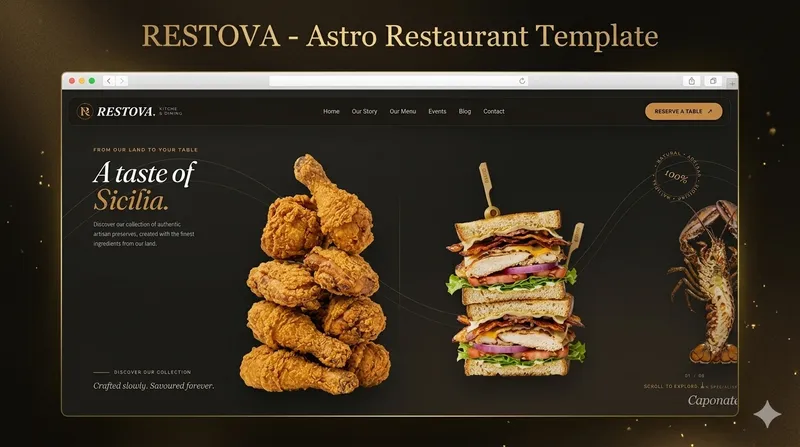 RESTOVA - Astro Restaurant Template
RESTOVA.
KITCHE
& DINING
Home
Our Story
Our Menu
Events
Blog
Contact
RESERVE A TABLE
FROM OUR LAND TO YOUR TABLE
A taste of
Sicilia.
Discover our collection of authentic
artisan preserves, created with the finest
ingredients from our land.
100%
DISCOVER OUR COLLECTION
Crafted slowly. Savoured forever.
SCROLL TO EXPLORE
Caponate